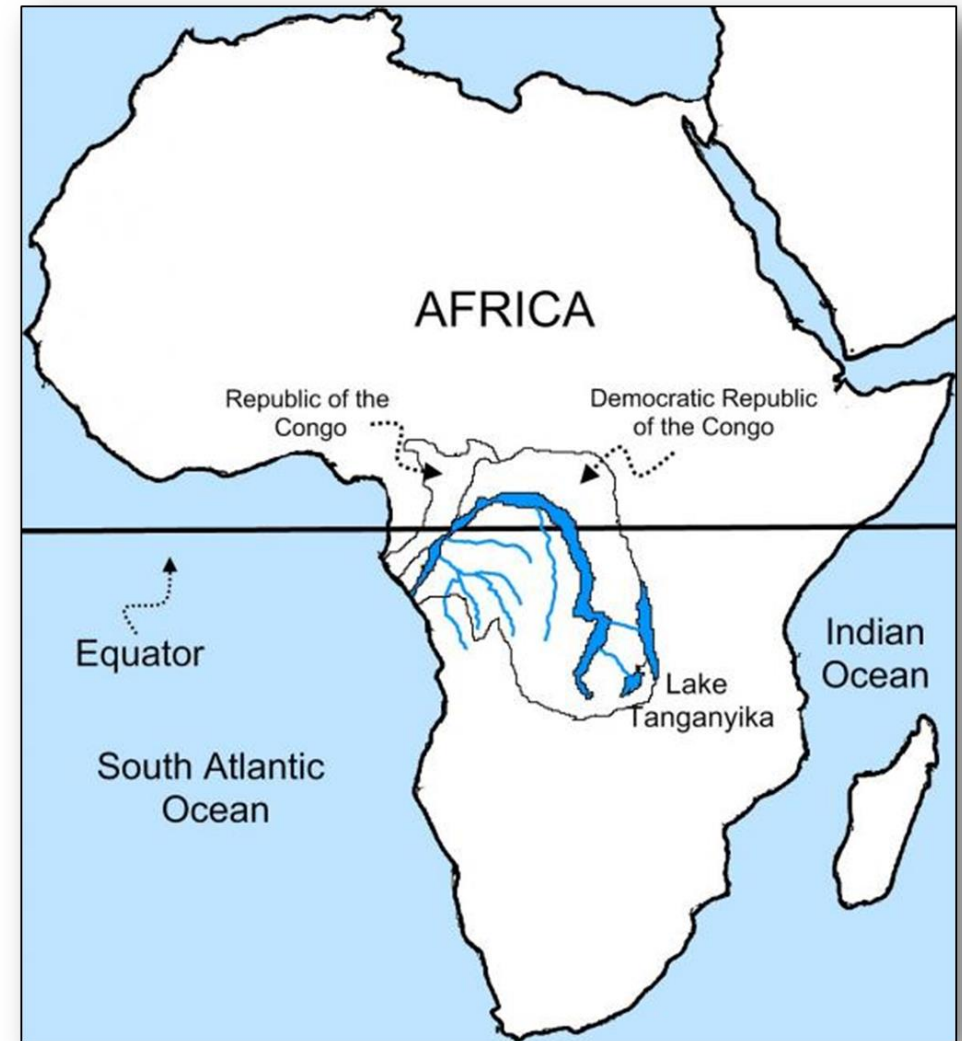 AFRICA
Republic of the
Congo
Democratic Republic
of the Congo
Equator
Indian
Ocean
Lake
Tanganyika
South Atlantic
Ocean